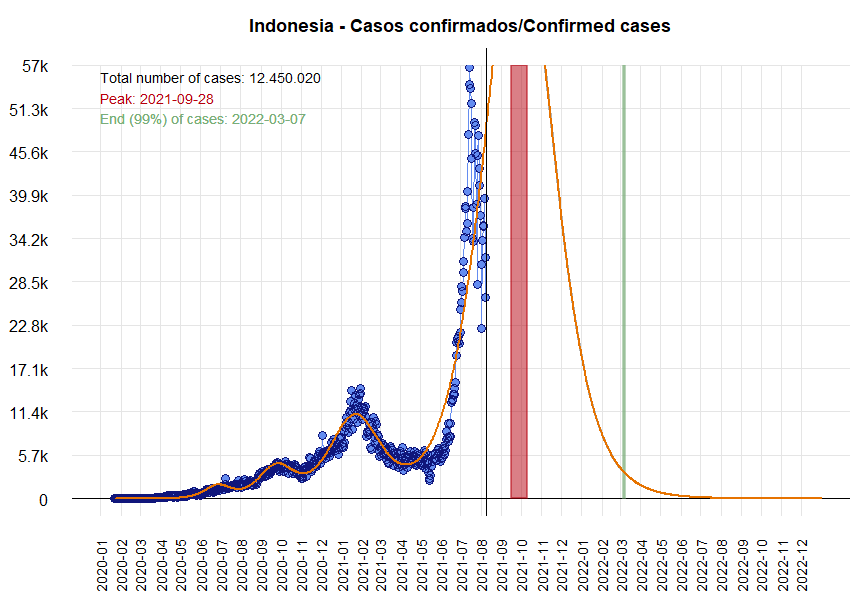 Indonesia - Casos confirmados/Confirmed cases
Total number of cases: 12.450.020
Peak: 2021-09-28
End (99%) of cases: 2022-03-07
57k
51.3k
45.6k
39.9k
34.2k
28.5k
22.8k
17.1k
11.4k
5.7k
0
2020-01
2020-02
2020-03
2020-04
2020-05
2020-06
2020-07
2020-08
2020-09
2020-10
2020-11
2020-12
2021-01
2021-02
2021-03
2021-04
2021-05
2021-06
2021-07
2021-08
2021-09
2021-10
2021-11
2021-12
2022-01
2022-02
2022-03
2022-04
2022-05
2022-06
2022-07
2022-08
2022-09
2022-10
2022-11
2022-12